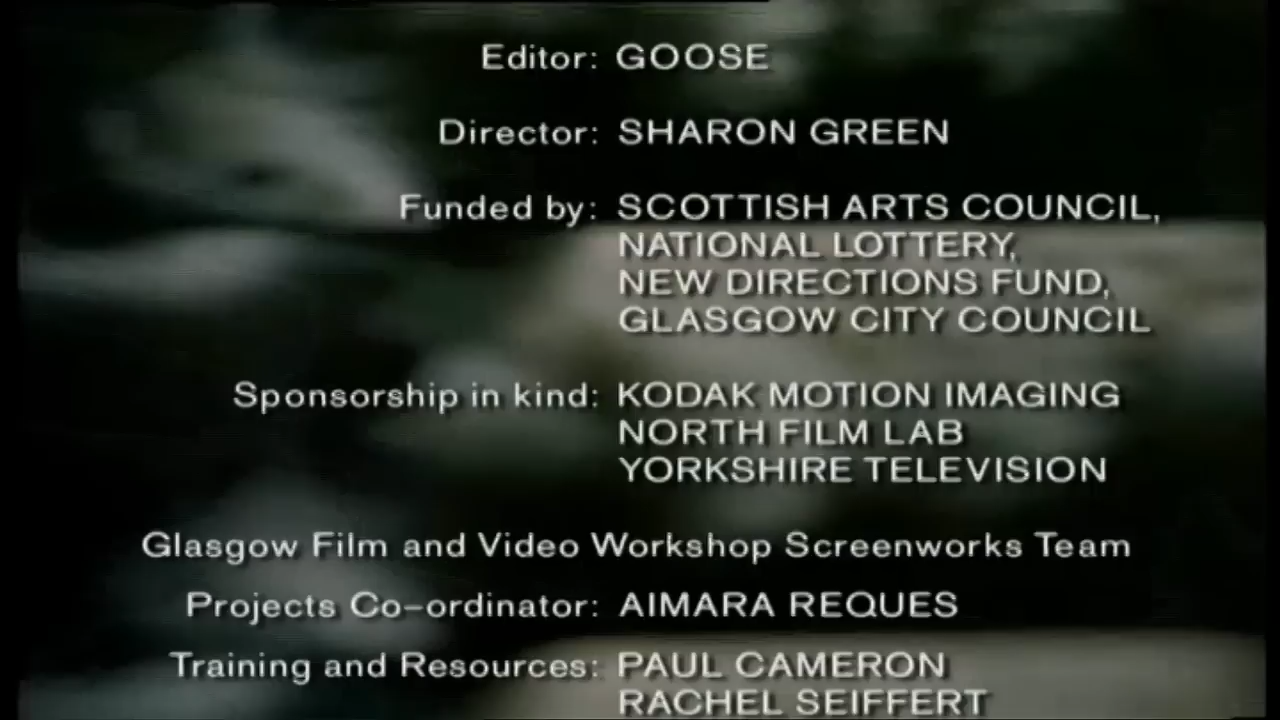 Editor: GOOSE
Director: SHARON GREEN
Funded by: SCOTTISH ARTS COUNCIL,
NATIONAL LOTTERY,
NEW DIRECTIONS FUND,
GLASGOW CITY COUNCIL
Sponsorship in kind: KODAK MOTION IMAGING
NORTH FILM LAB
YORKSHIRE TELEVISION
Glasgow Film and Video Workshop Screenworks Team
Projects Co-ordinator: AIMARA REQUES
Training and Resources: PAUL CAMERON
RACHEL SEIFFERT